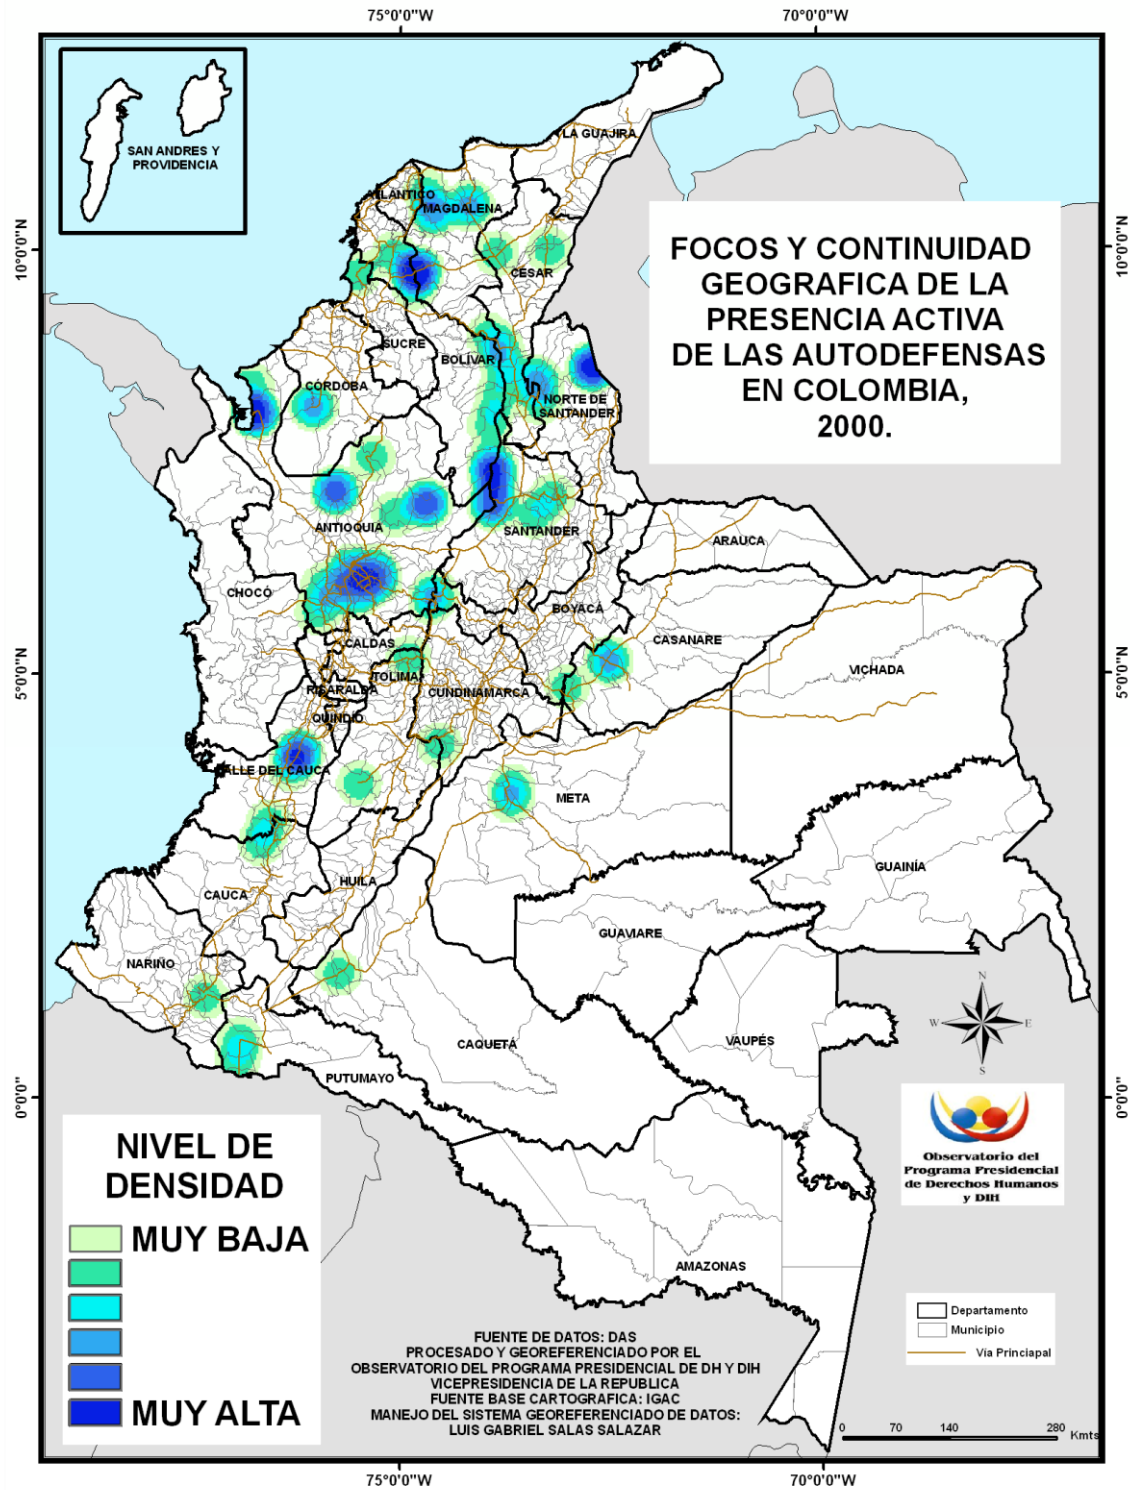 75°0'0"W
70°0'0"W
SAN ANDRES Y
PROVIDENCIA
LA GUAJIRA
ATLANTICO
MAGDALENA
10°0'0"N
10°0'0"N
FOCOS Y CONTINUIDAD
GEOGRAFICA DE LA
PRESENCIA ACTIVA
DE LAS AUTODEFENSAS
EN COLOMBIA,
2000.
CESAR
SUCRE
BOLÍVAR
CÓRDOBA
NORTE DE
SANTANDER
ANTIOQUIA
SANTANDER
ARAUCA
CHOCÓ
BOYACÁ
CASANARE
CALDAS
VICHADA
5°0'0"N
5°0'0"N
TOLIMA
RISARALDA
CUNDINAMARCA
QUINDIO
VALLE DEL CAUCA
META
GUAINÍA
HUILA
CAUCA
GUAVIARE
NARIÑO
N
W
E
S
CAQUETÁ
VAUPÉS
PUTUMAYO
0°0'0"
0°0'0"
NIVEL DE
DENSIDAD
MUY BAJA
MUY ALTA
Observatorio del
Programa Presidencial
de Derechos Humanos
y DIH
AMAZONAS
Departamento
Municipio
Vía Princiapal
FUENTE DE DATOS: DAS
PROCESADO Y GEOREFERENCIADO POR EL
OBSERVATORIO DEL PROGRAMA PRESIDENCIAL DE DH Y DIH
VICEPRESIDENCIA DE LA REPUBLICA
FUENTE BASE CARTOGRAFICA: IGAC
MANEJO DEL SISTEMA GEOREFERENCIADO DE DATOS:
LUIS GABRIEL SALAS SALAZAR
0 70 140 280
Kmts
75°0'0"W
70°0'0"W